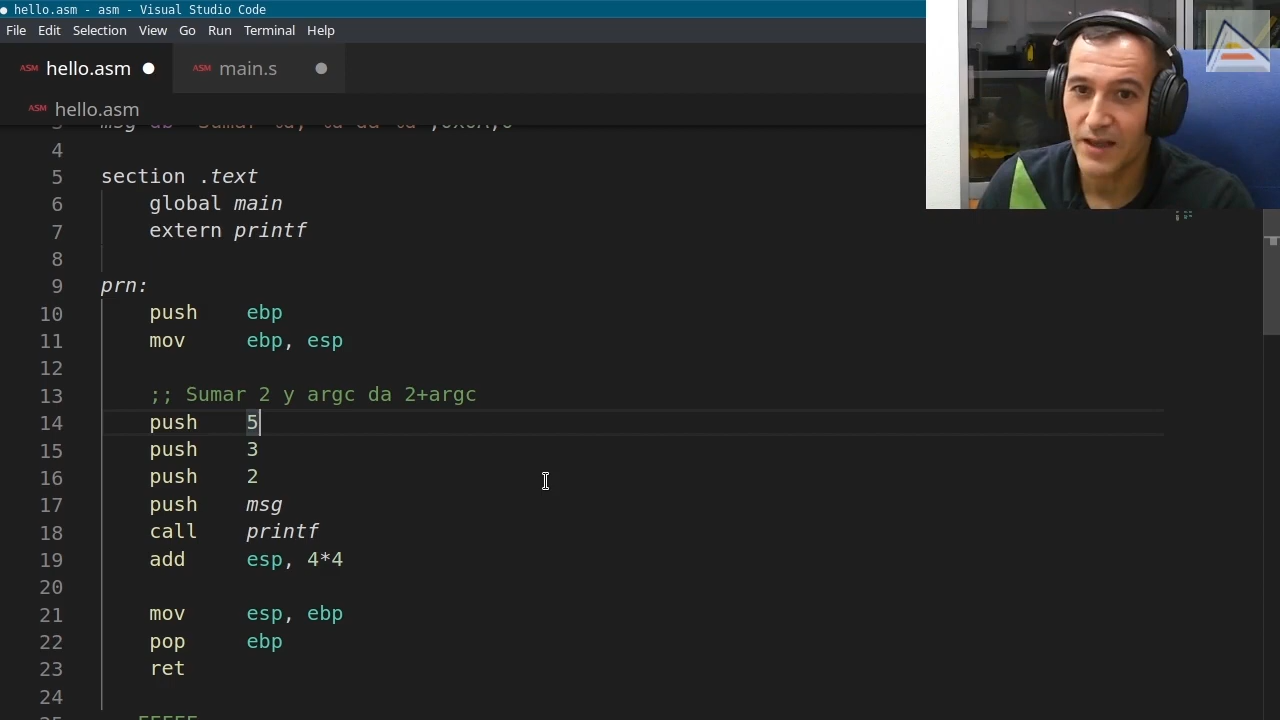 hello.asm - asm - Visual Studio Code
File Edit Selection View Go Run Terminal Help
ASM hello.asm ASM main.s
ASM hello.asm
4
5 section .text
6 global main
7 extern printf
8
9 prn:
10 push ebp
11 mov ebp, esp
12
13 ;; Sumar 2 y argc da 2+argc
14 push 5
15 push 3
16 push 2
17 push msg
18 call printf
19 add esp, 4*4
20
21 mov esp, ebp
22 pop ebp
23 ret
24